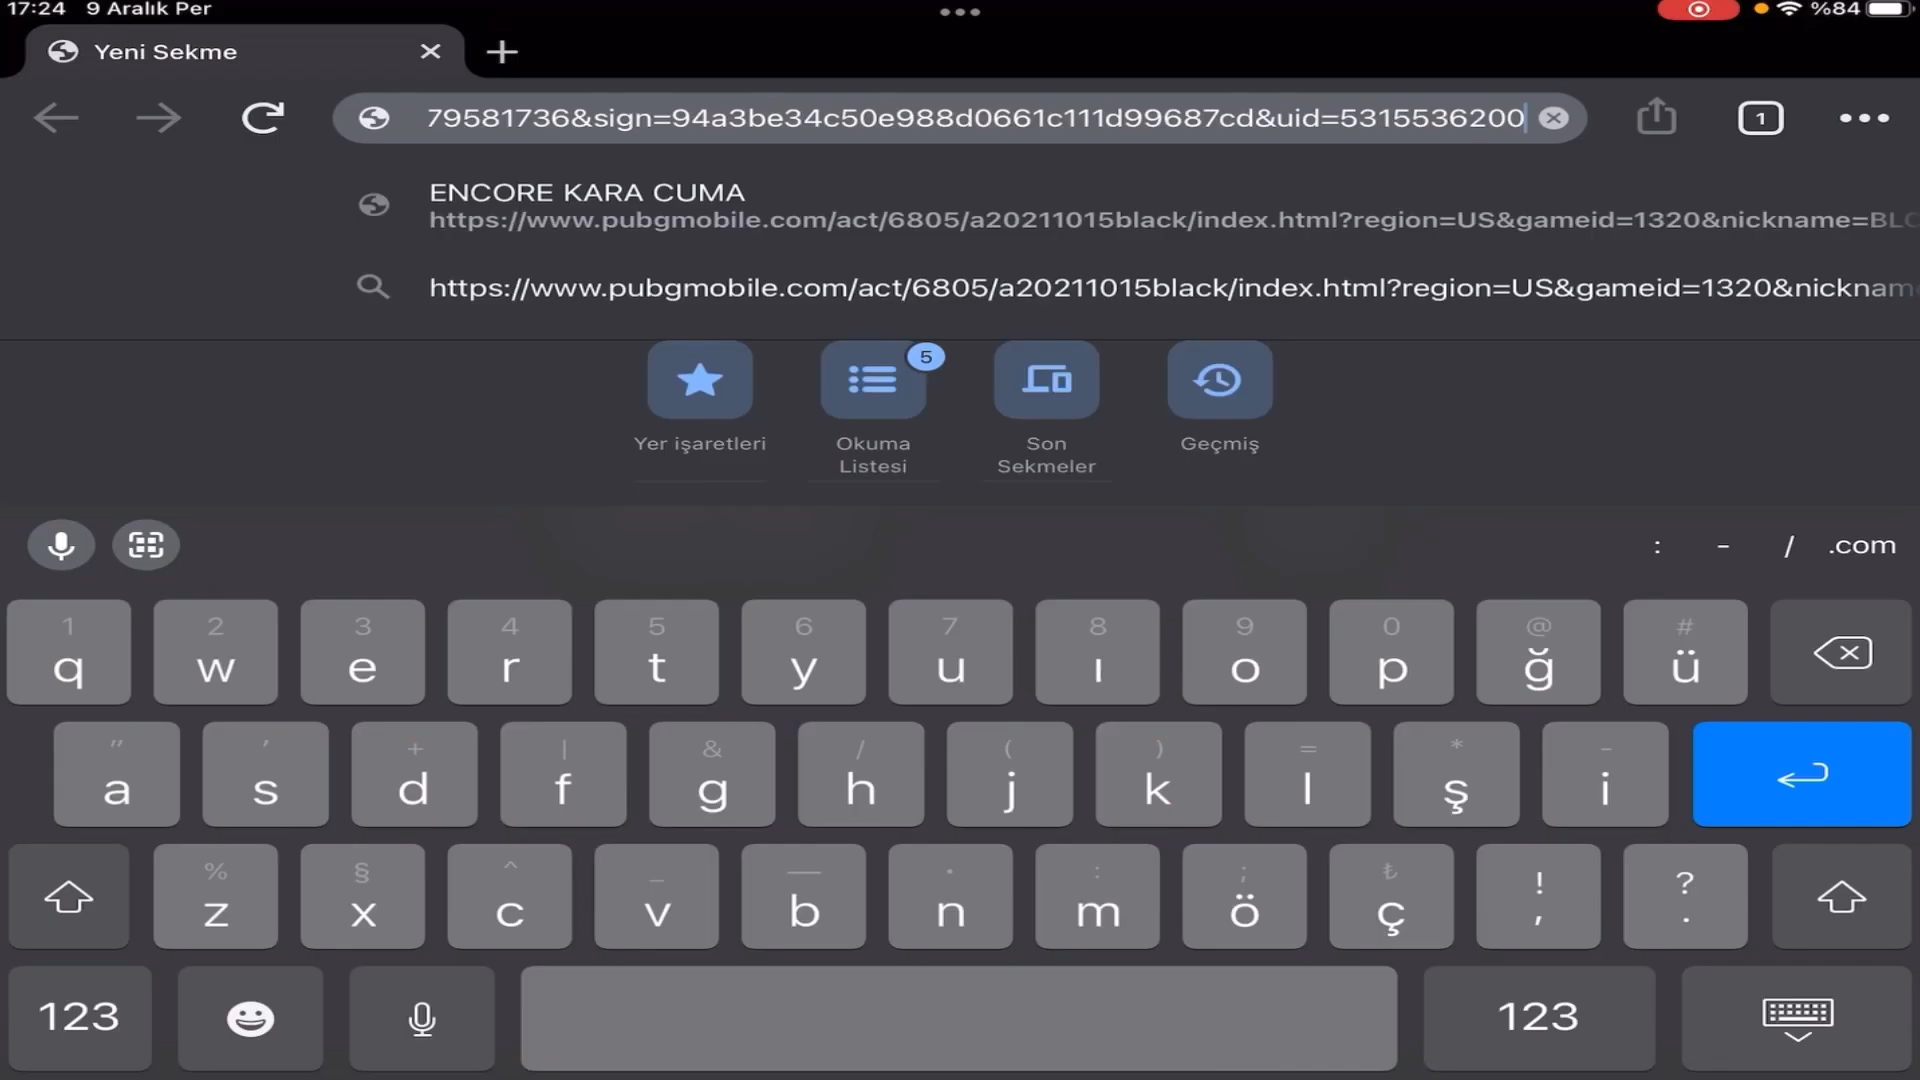 17:24 9 Aralık Per
%84
Yeni Sekme
79581736&sign=94a3be34c50e988d0661c111d99687cd&uid=5315536200
1
ENCORE KARA CUMA
https://www.pubgmobile.com/act/6805/a20211015black/index.html?region=US&gameid=1320&nickname=BLC
https://www.pubgmobile.com/act/6805/a20211015black/index.html?region=US&gameid=1320&nickname
5
Yer işaretleri
Okuma
Listesi
Son
Sekmeler
Geçmiş
: - / .com
1 2 3 4 5 6 7 8 9 0 @ #
q w e r t y u ı o p ğ ü
" ' + | & / ( ) = * -
a s d f g h j k l ş i
% § ^ _ — · : ; ₺ ! ?
z x c v b n m ö ç , .
123 123